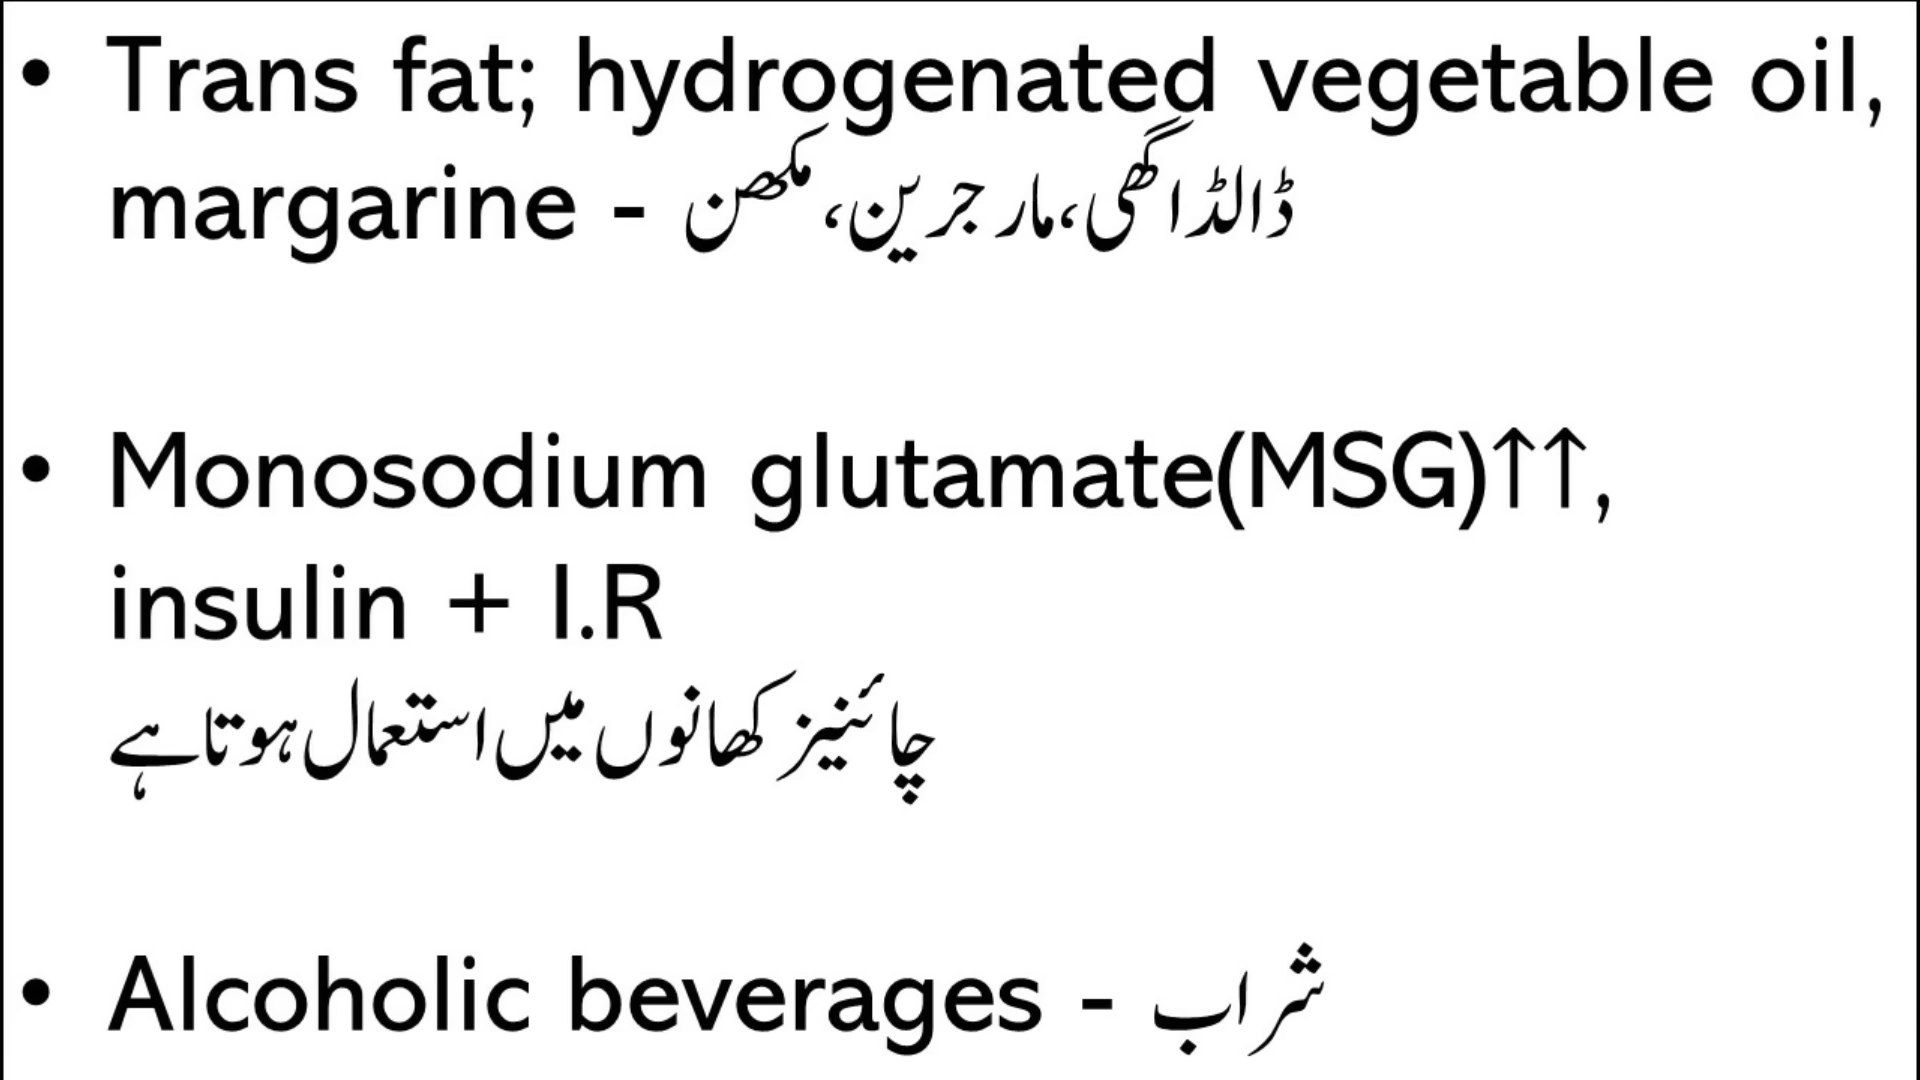 • Trans fat; hydrogenated vegetable oil,
margarine - ڈالڈا گھی، مارجرین، مکھن
• Monosodium glutamate(MSG)↑↑,
insulin + I.R
چائنیز کھانوں میں استعمال ہوتا ہے
• Alcoholic beverages - شراب